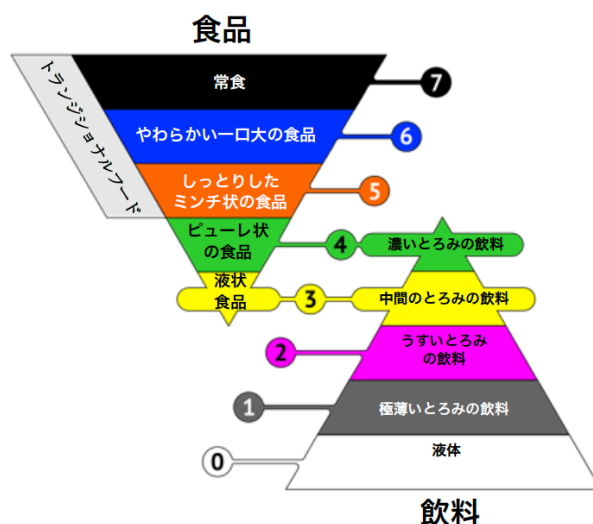 食品
トランジショナルフード
常食
7
やわらかい一口大の食品
6
しっとりした
ミンチ状の食品
5
ピューレ状
の食品
4
濃いとろみの飲料
液状
食品
3
中間のとろみの飲料
2
うすいとろみ
の飲料
1
極薄いとろみの飲料
0
液体
飲料